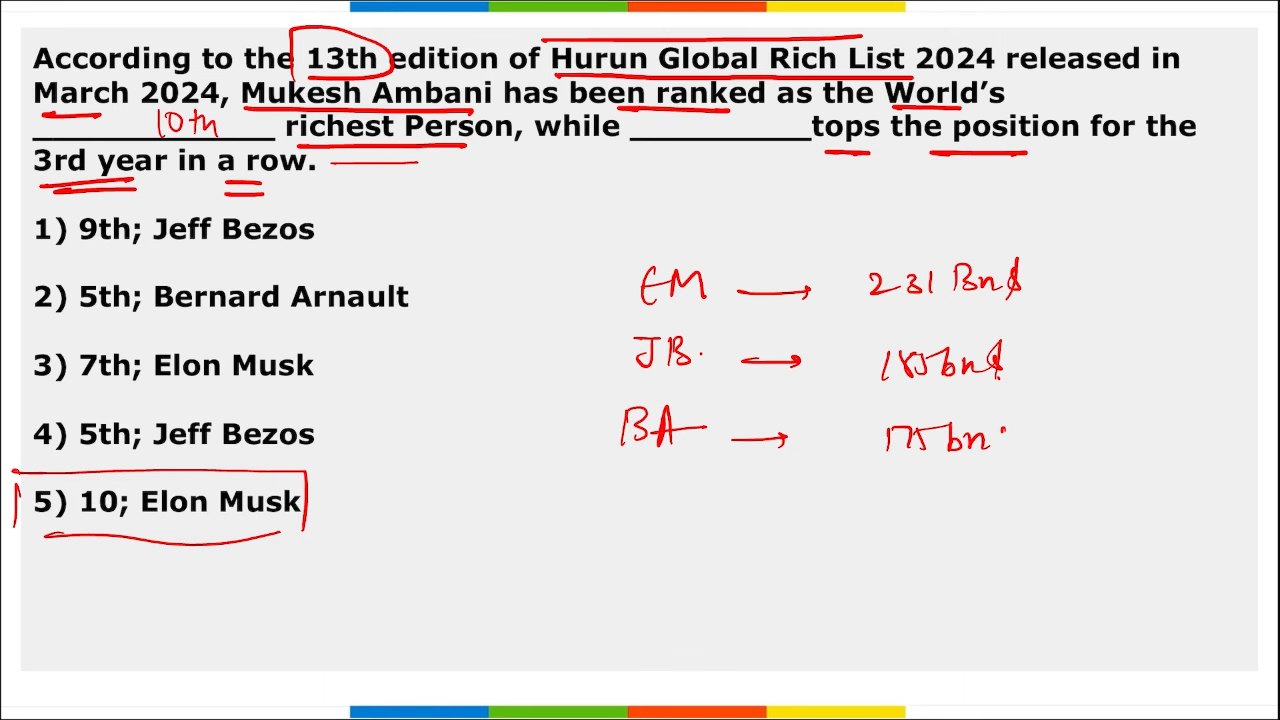 According to the 13th edition of Hurun Global Rich List 2024 released in
March 2024, Mukesh Ambani has been ranked as the World’s
10th
________________ richest Person, while ____________tops the position for the
3rd year in a row.
1) 9th; Jeff Bezos
2) 5th; Bernard Arnault
EM → 231 Bn$
3) 7th; Elon Musk
JB. → 185bn$
4) 5th; Jeff Bezos
BA → 175bn.
5) 10; Elon Musk